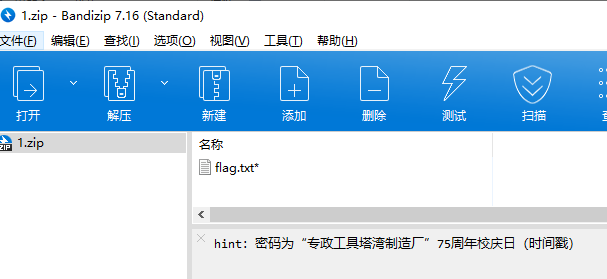 1.zip - Bandizip 7.16 (Standard)
文件(F) 编辑(E) 查找(I) 选项(O) 视图(V) 工具(T) 帮助(H)
打开 解压 新建 添加 删除 测试 扫描
1.zip
名称
flag.txt*
hint: 密码为“专政工具塔湾制造厂”75周年校庆日（时间戳）